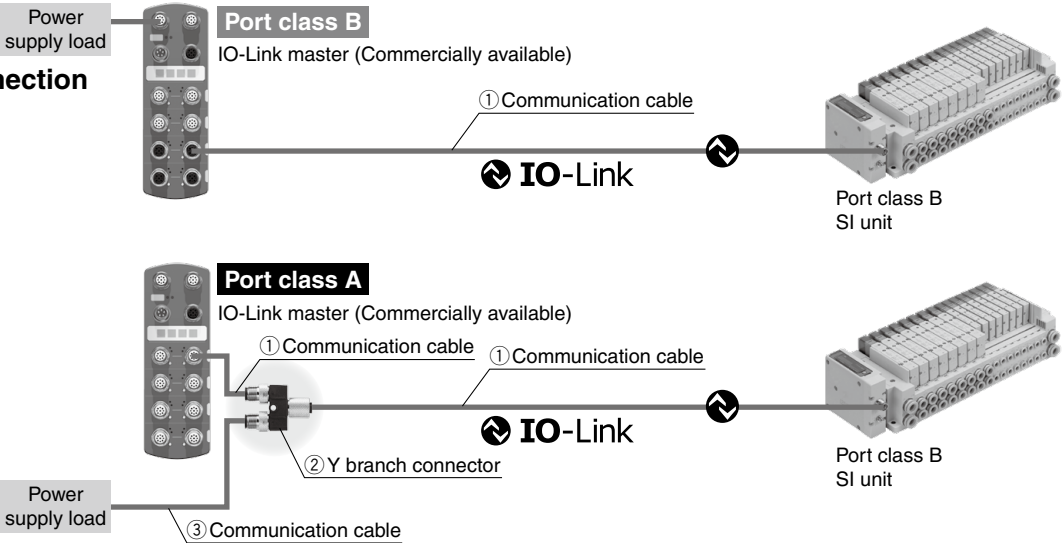 Power
supply load
Port class B
IO-Link master (Commercially available)
nection
①Communication cable
IO-Link
Port class B
SI unit
Port class A
IO-Link master (Commercially available)
①Communication cable
①Communication cable
IO-Link
②Y branch connector
Port class B
SI unit
Power
supply load
③Communication cable